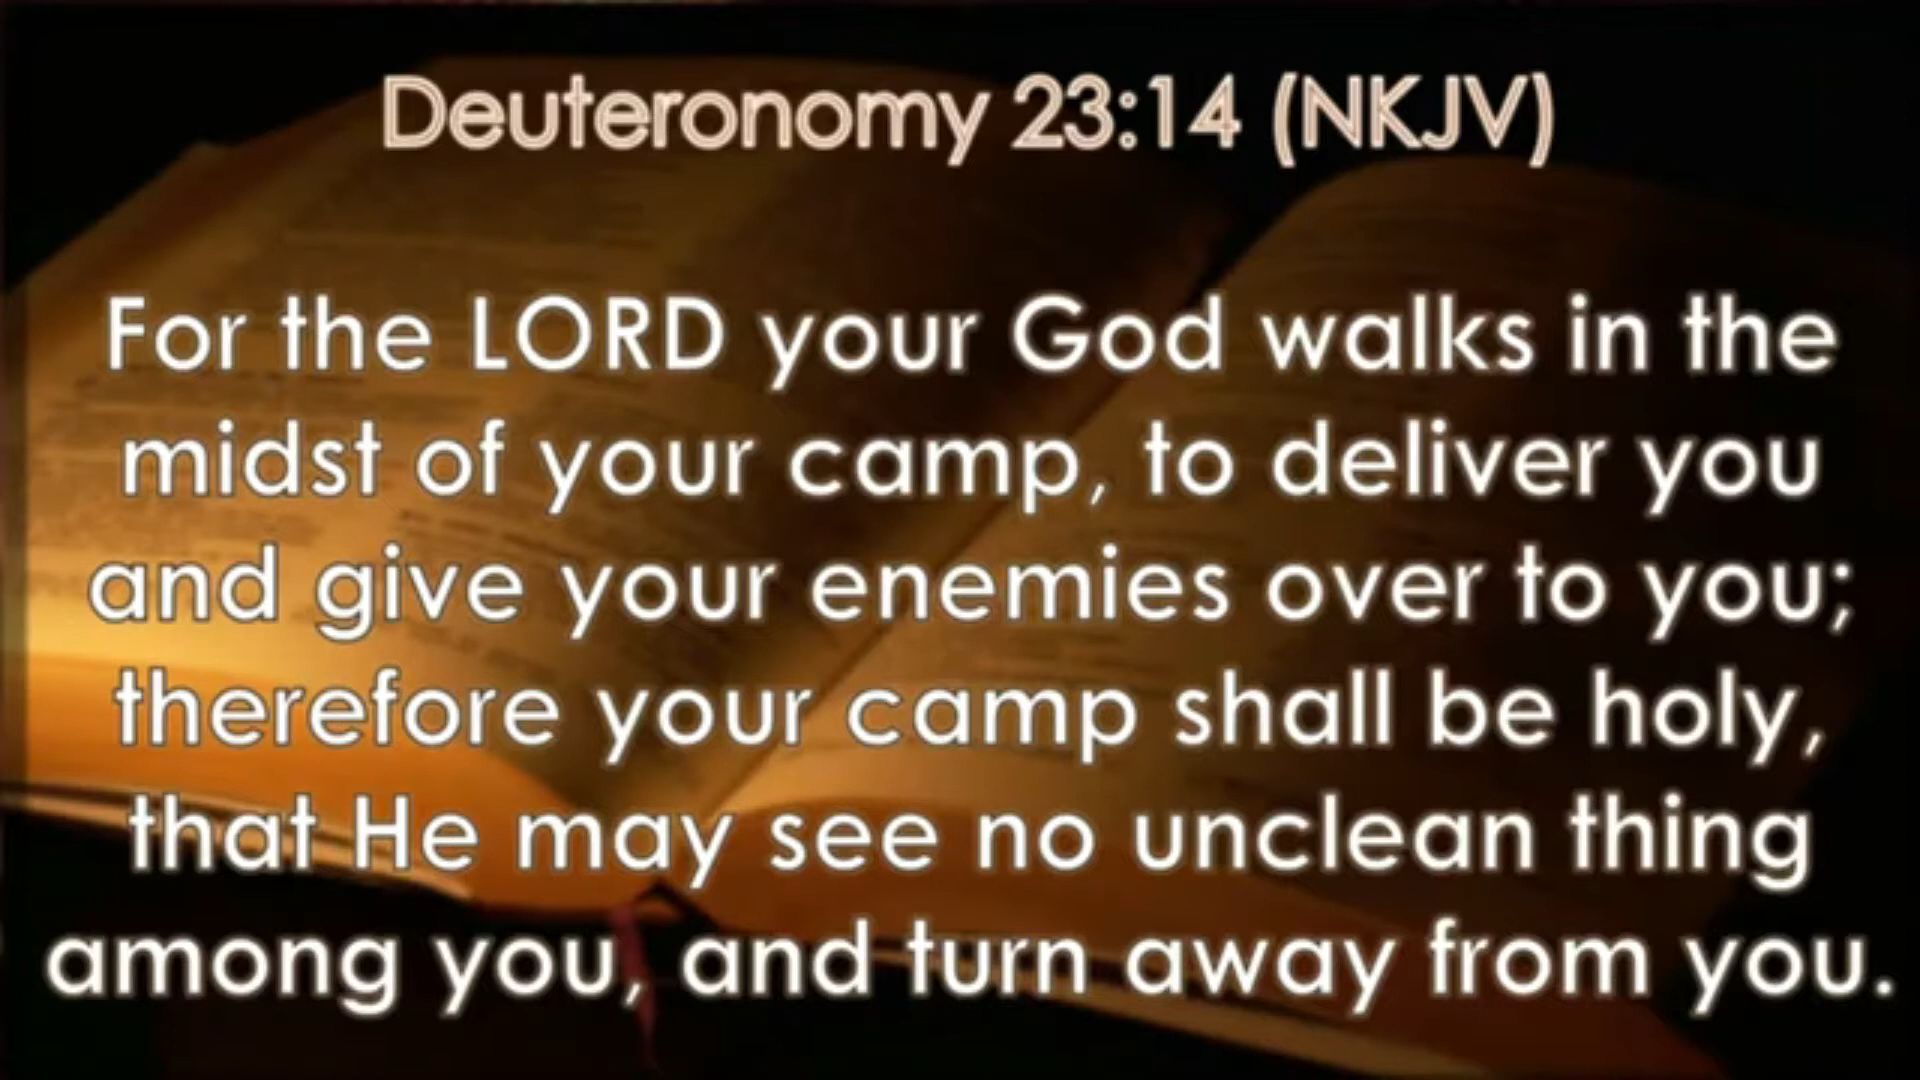 Deuteronomy 23:14 (NKJV)
For the LORD your God walks in the
midst of your camp, to deliver you
and give your enemies over to you;
therefore your camp shall be holy,
that He may see no unclean thing
among you, and turn away from you.